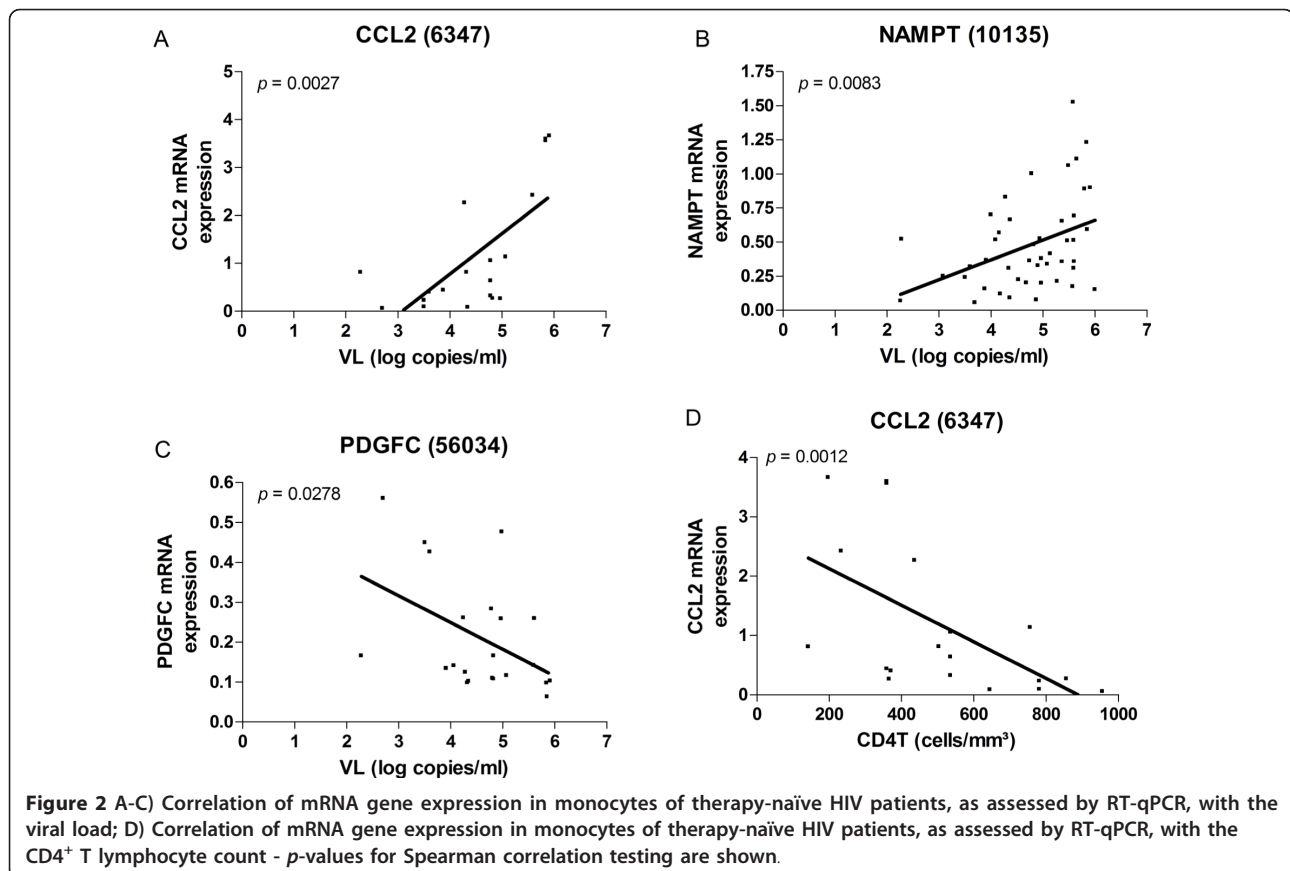 A
CCL2 (6347)
p = 0.0027
CCL2 mRNA
expression
5
4
3
2
1
0
0 1 2 3 4 5 6 7
VL (log copies/ml)
B
NAMPT (10135)
p = 0.0083
NAMPT mRNA
expression
1.75
1.50
1.25
1.00
0.75
0.50
0.25
0.00
0 1 2 3 4 5 6 7
VL (log copies/ml)
C
PDGFC (56034)
p = 0.0278
PDGFC mRNA
expression
0.6
0.5
0.4
0.3
0.2
0.1
0.0
0 1 2 3 4 5 6 7
VL (log copies/ml)
D
CCL2 (6347)
p = 0.0012
CCL2 mRNA
expression
4
3
2
1
0
0 200 400 600 800 1000
CD4T (cells/mm³)
Figure 2 A-C) Correlation of mRNA gene expression in monocytes of therapy-naïve HIV patients, as assessed by RT-qPCR, with the
viral load; D) Correlation of mRNA gene expression in monocytes of therapy-naïve HIV patients, as assessed by RT-qPCR, with the
CD4⁺ T lymphocyte count - p-values for Spearman correlation testing are shown.